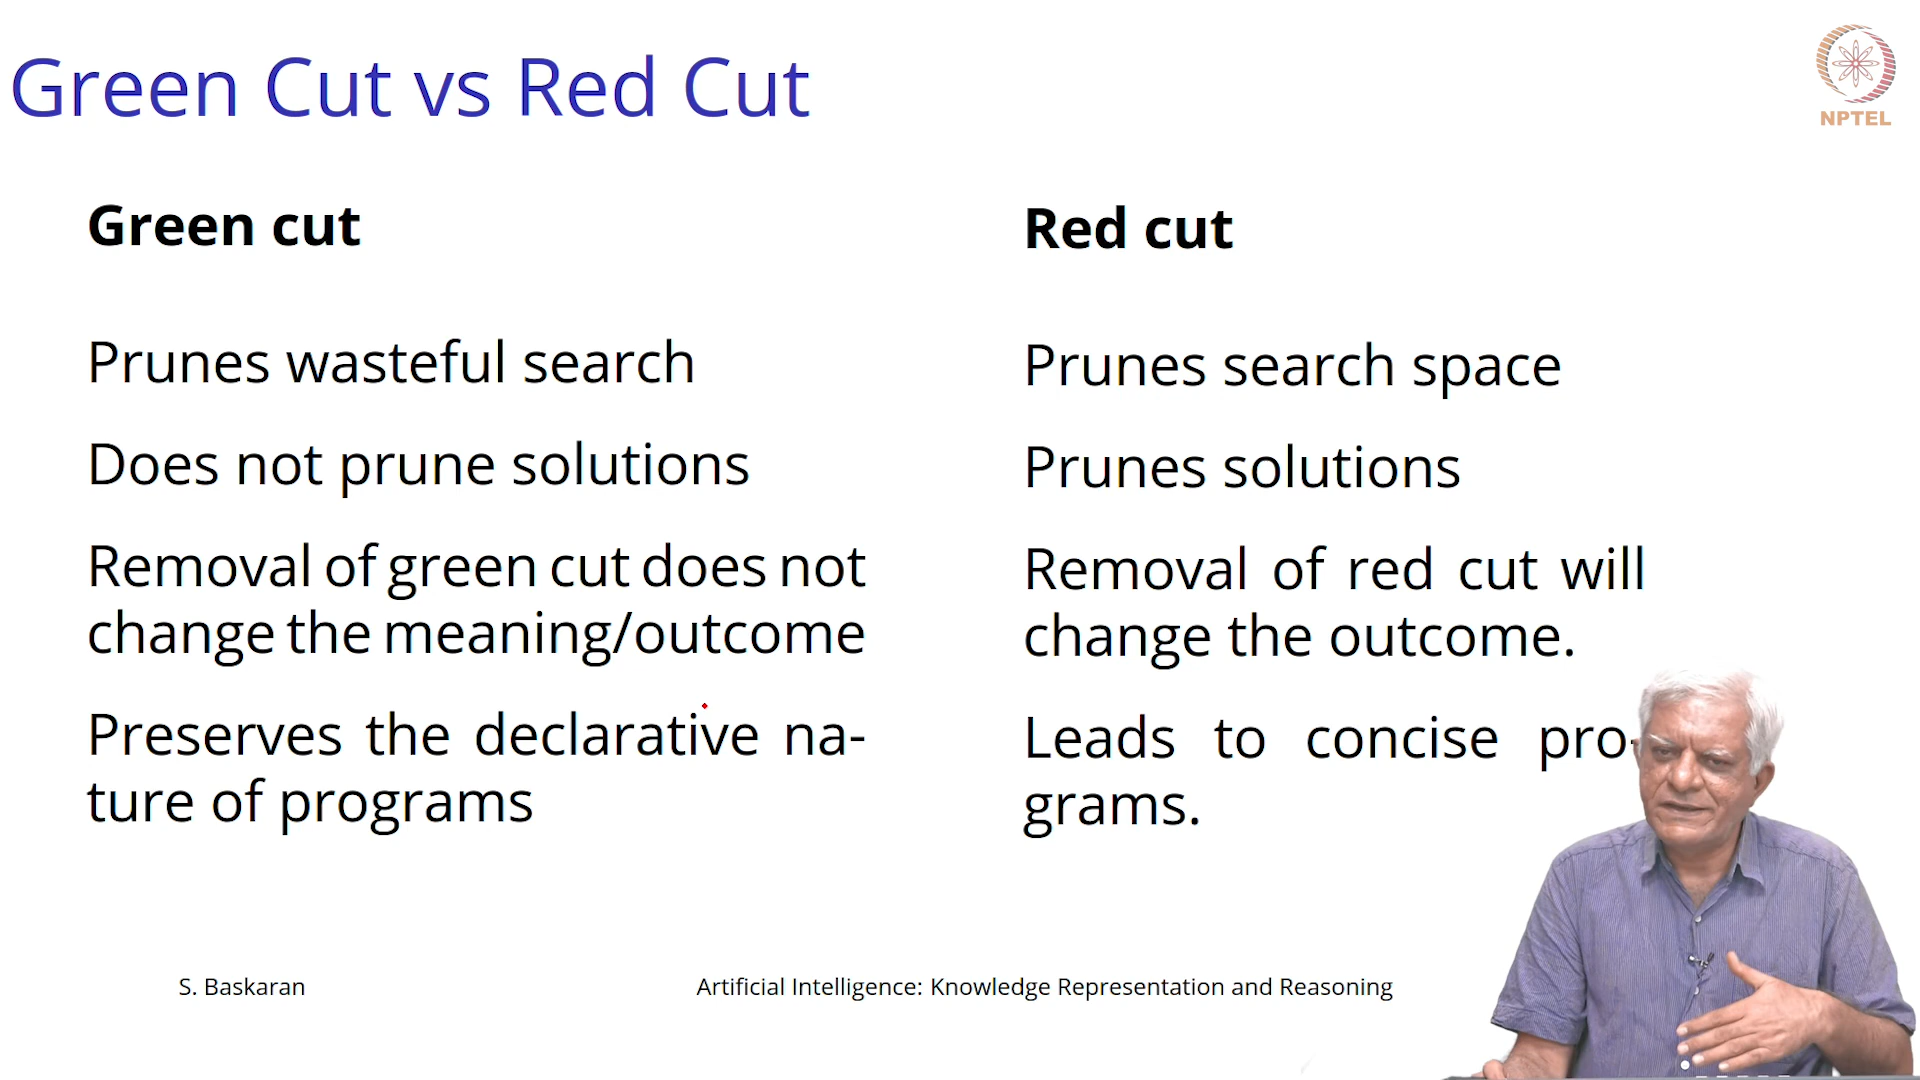 Green Cut vs Red Cut
NPTEL
Green cut
Prunes wasteful search
Does not prune solutions
Removal of green cut does not
change the meaning/outcome
Preserves the declarative na-
ture of programs
Red cut
Prunes search space
Prunes solutions
Removal of red cut will
change the outcome.
Leads to concise pro-
grams.
S. Baskaran
Artificial Intelligence: Knowledge Representation and Reasoning